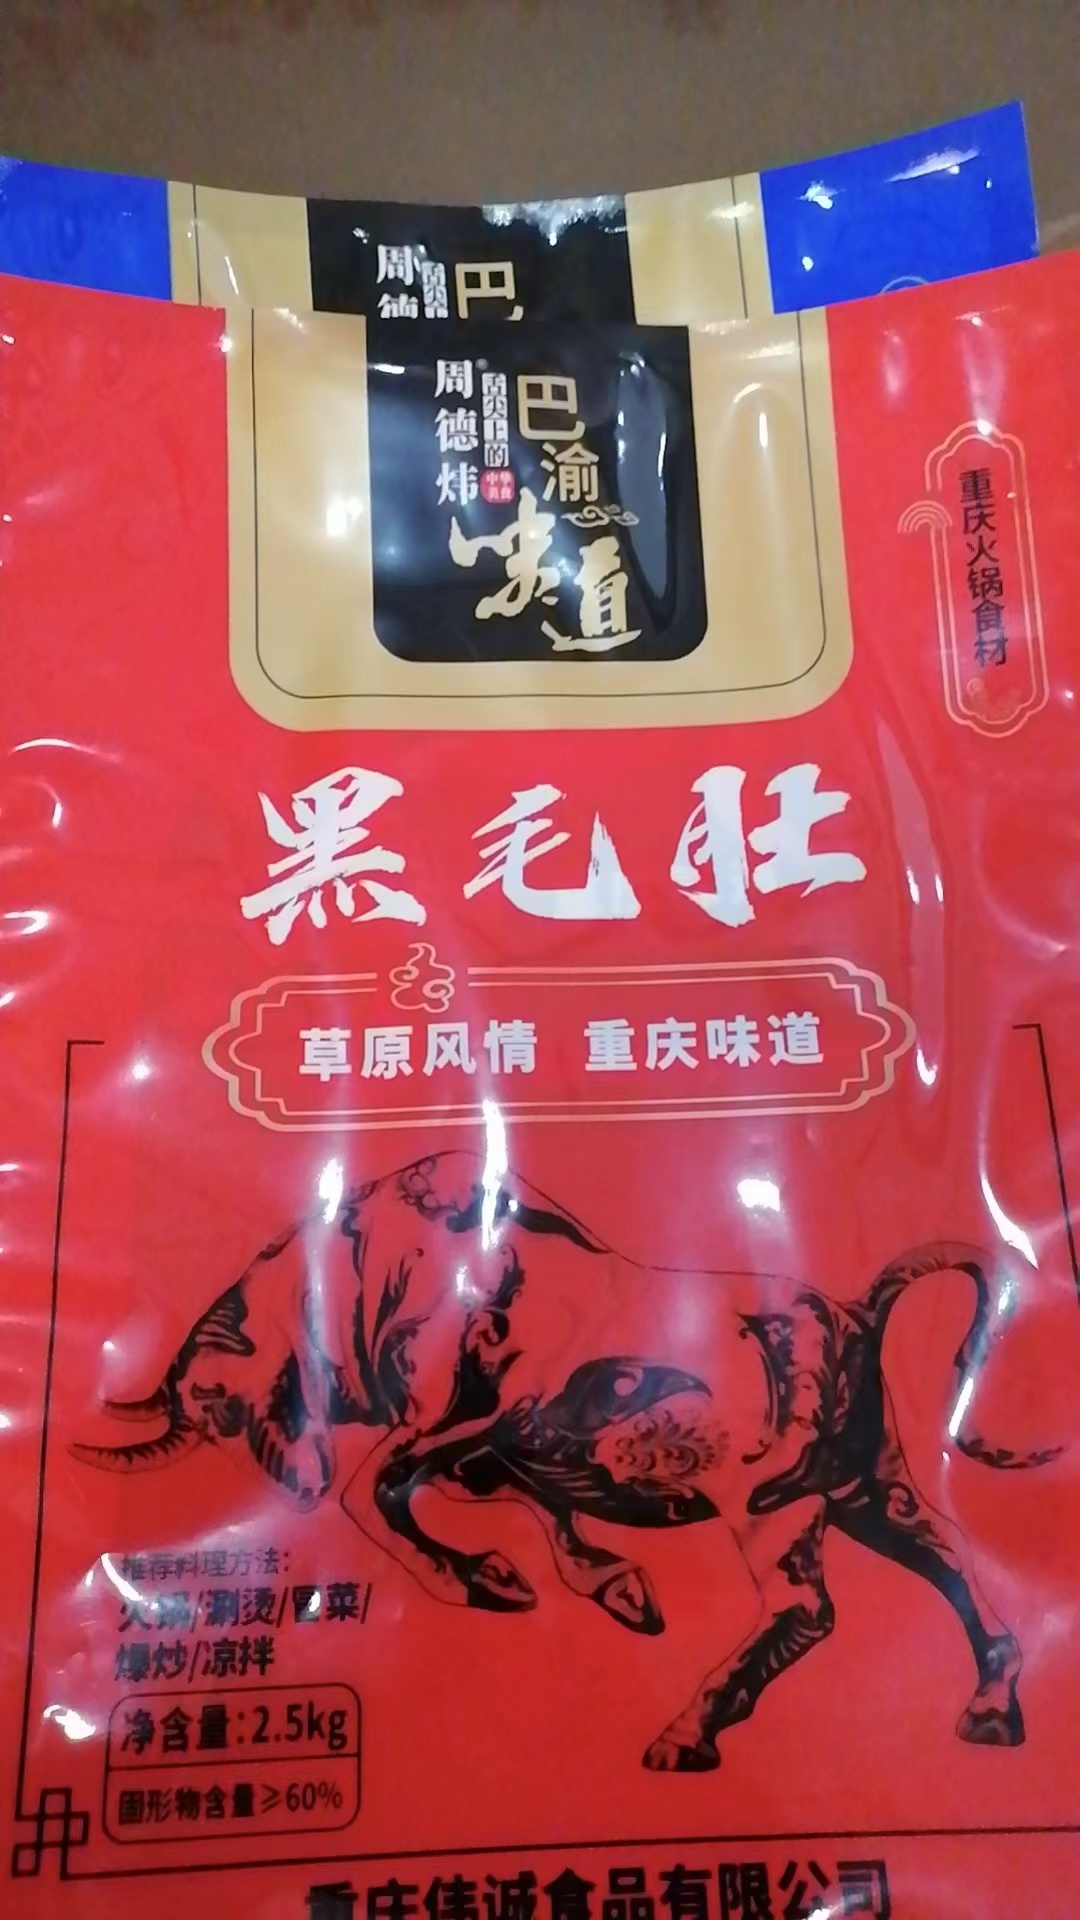 周
巴
周德炜
舌尖上的
中华
美食
巴渝
味道
重庆火锅食材
黑毛肚
草原风情 重庆味道
推荐料理方法:
火锅/涮烫/冒菜/
爆炒/凉拌
净含量:2.5kg
固形物含量≥60%
重庆伟诚食品有限公司